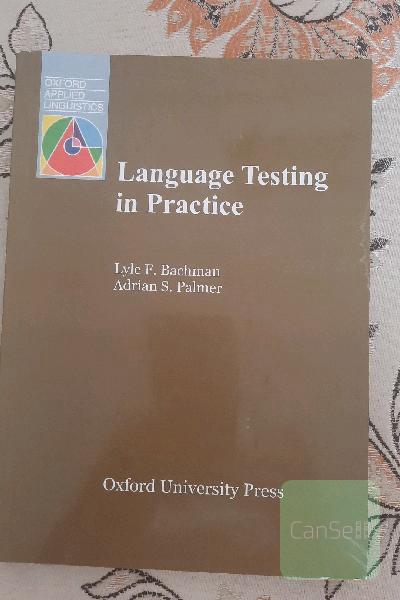 OXFORD
APPLIED
LINGUISTICS
Language Testing
in Practice
Lyle F. Bachman
Adrian S. Palmer
Oxford University Press
CanSell